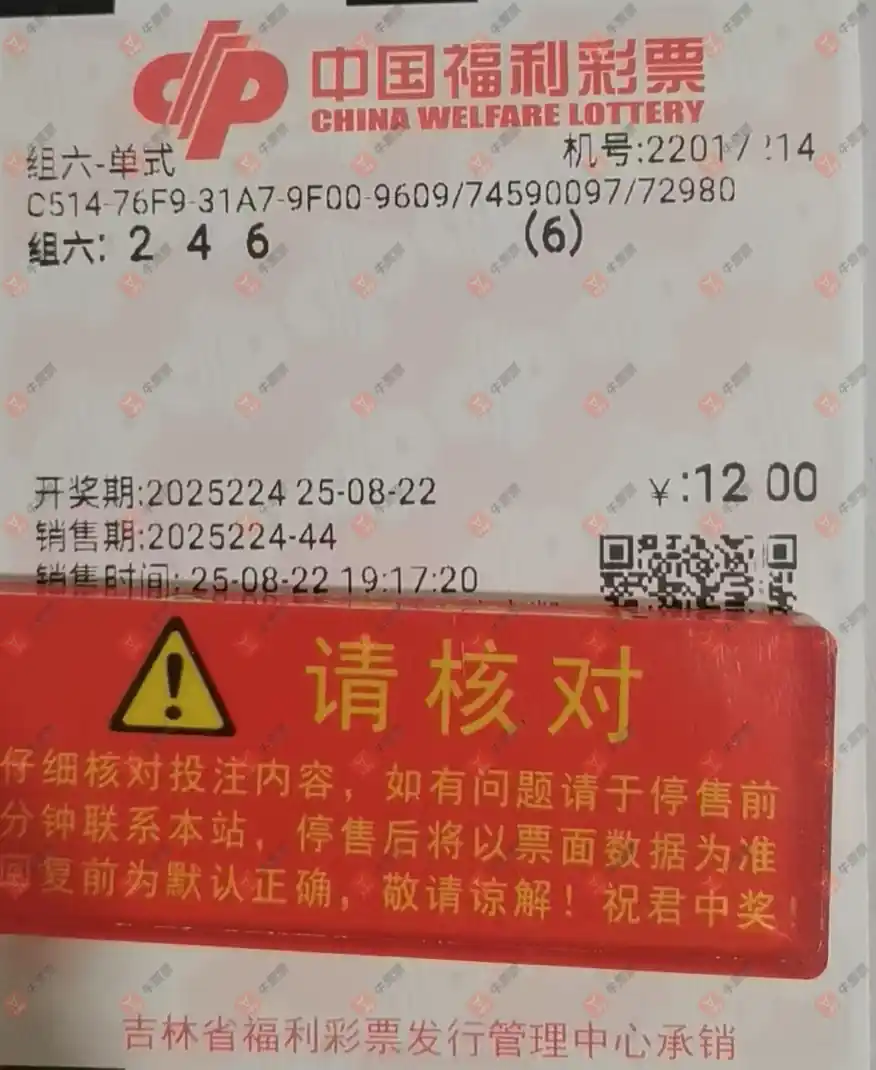 中国福利彩票
CHINA WELFARE LOTTERY
组六-单式
机号:22017 14
C514-76F9-31A7-9F00-9609/74590097/72980
组六: 2 4 6 (6)
开奖期:2025224 25-08-22
¥:12 00
销售期:2025224-44
销售时间: 25-08-22 19:17:20
请核对
仔细核对投注内容，如有问题请于停售前
分钟联系本站，停售后将以票面数据为准
回复前为默认正确，敬请谅解！祝君中奖！
吉林省福利彩票发行管理中心承销
牛票票